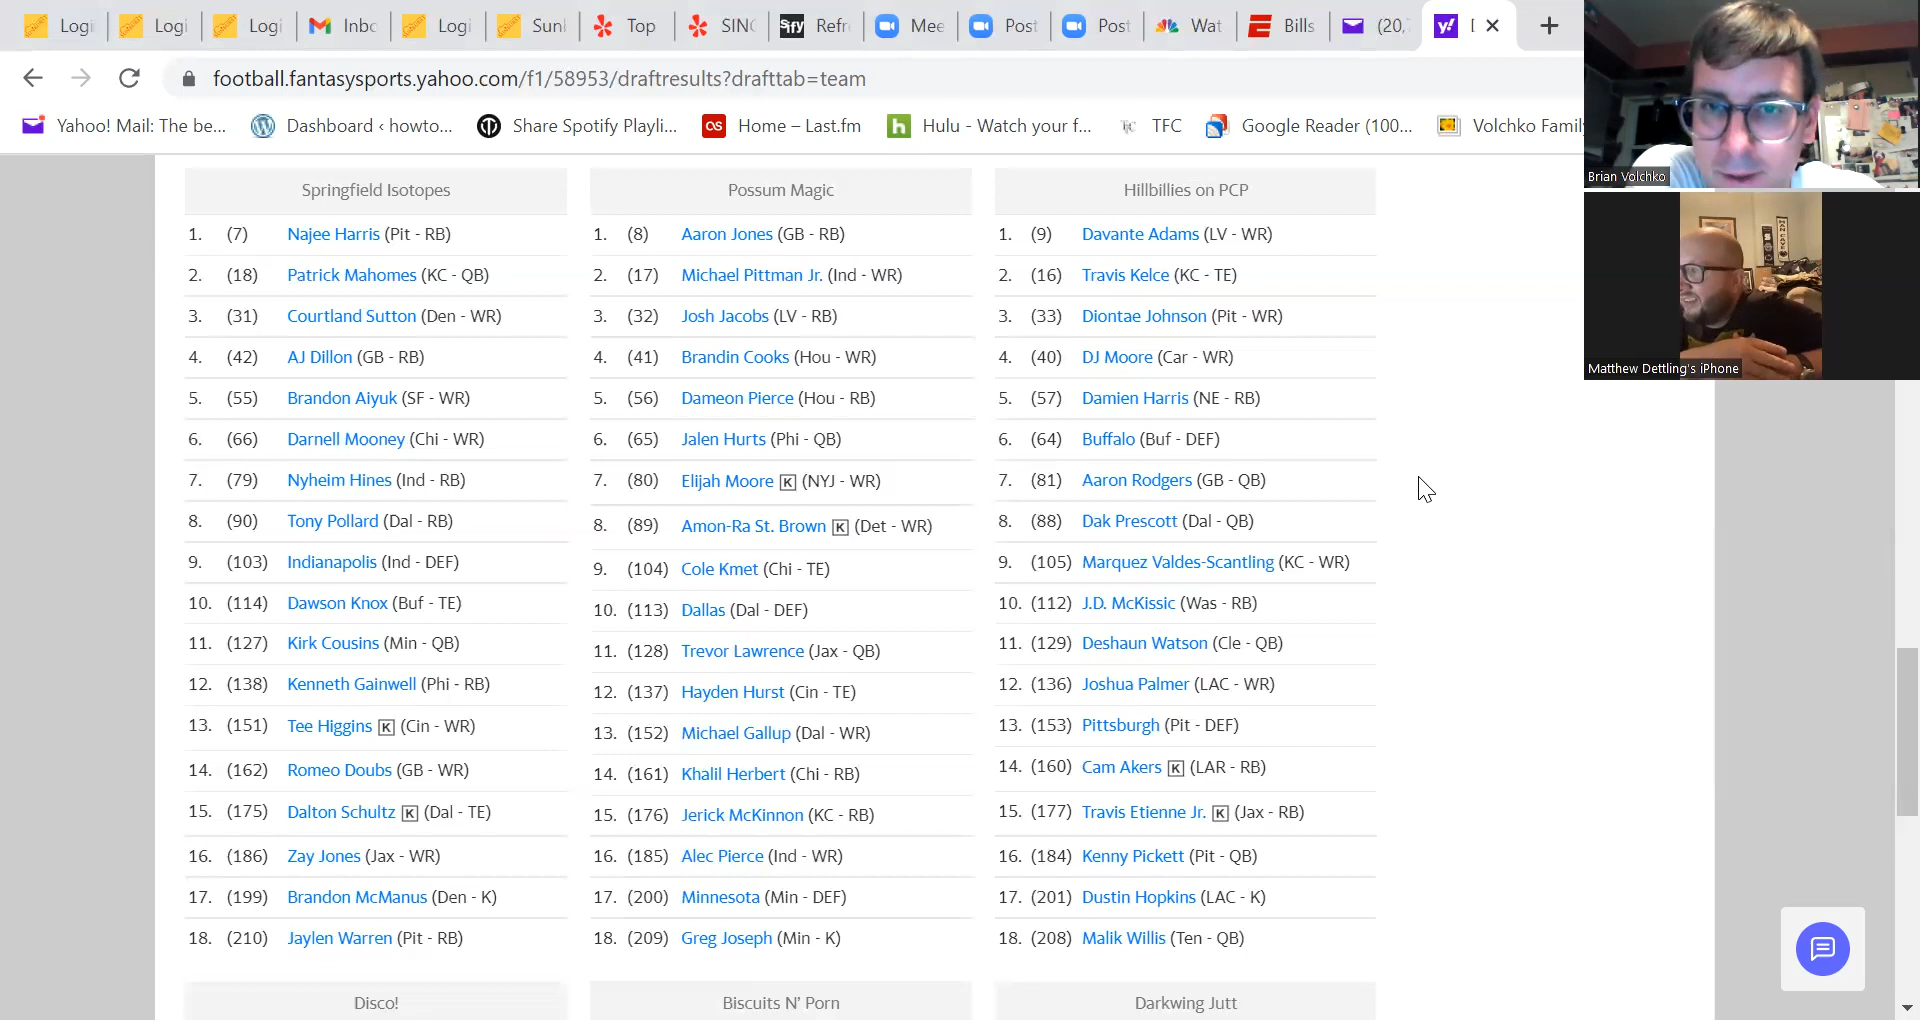 Logi Logi Logi Inbo Logi Sunl Top SING Sify Refr Mee Post Post Wat Bills (20, [
football.fantasysports.yahoo.com/f1/58953/draftresults?drafttab=team
Yahoo! Mail: The be... Dashboard ‹ howto... Share Spotify Playli... Home – Last.fm Hulu - Watch your f... TFC Google Reader (100... Volchko Family
Brian Volchko
Matthew Dettling's iPhone
Springfield Isotopes
1. (7) Najee Harris (Pit - RB)
2. (18) Patrick Mahomes (KC - QB)
3. (31) Courtland Sutton (Den - WR)
4. (42) AJ Dillon (GB - RB)
5. (55) Brandon Aiyuk (SF - WR)
6. (66) Darnell Mooney (Chi - WR)
7. (79) Nyheim Hines (Ind - RB)
8. (90) Tony Pollard (Dal - RB)
9. (103) Indianapolis (Ind - DEF)
10. (114) Dawson Knox (Buf - TE)
11. (127) Kirk Cousins (Min - QB)
12. (138) Kenneth Gainwell (Phi - RB)
13. (151) Tee Higgins K (Cin - WR)
14. (162) Romeo Doubs (GB - WR)
15. (175) Dalton Schultz K (Dal - TE)
16. (186) Zay Jones (Jax - WR)
17. (199) Brandon McManus (Den - K)
18. (210) Jaylen Warren (Pit - RB)
Possum Magic
1. (8) Aaron Jones (GB - RB)
2. (17) Michael Pittman Jr. (Ind - WR)
3. (32) Josh Jacobs (LV - RB)
4. (41) Brandin Cooks (Hou - WR)
5. (56) Dameon Pierce (Hou - RB)
6. (65) Jalen Hurts (Phi - QB)
7. (80) Elijah Moore K (NYJ - WR)
8. (89) Amon-Ra St. Brown K (Det - WR)
9. (104) Cole Kmet (Chi - TE)
10. (113) Dallas (Dal - DEF)
11. (128) Trevor Lawrence (Jax - QB)
12. (137) Hayden Hurst (Cin - TE)
13. (152) Michael Gallup (Dal - WR)
14. (161) Khalil Herbert (Chi - RB)
15. (176) Jerick McKinnon (KC - RB)
16. (185) Alec Pierce (Ind - WR)
17. (200) Minnesota (Min - DEF)
18. (209) Greg Joseph (Min - K)
Hillbillies on PCP
1. (9) Davante Adams (LV - WR)
2. (16) Travis Kelce (KC - TE)
3. (33) Diontae Johnson (Pit - WR)
4. (40) DJ Moore (Car - WR)
5. (57) Damien Harris (NE - RB)
6. (64) Buffalo (Buf - DEF)
7. (81) Aaron Rodgers (GB - QB)
8. (88) Dak Prescott (Dal - QB)
9. (105) Marquez Valdes-Scantling (KC - WR)
10. (112) J.D. McKissic (Was - RB)
11. (129) Deshaun Watson (Cle - QB)
12. (136) Joshua Palmer (LAC - WR)
13. (153) Pittsburgh (Pit - DEF)
14. (160) Cam Akers K (LAR - RB)
15. (177) Travis Etienne Jr. K (Jax - RB)
16. (184) Kenny Pickett (Pit - QB)
17. (201) Dustin Hopkins (LAC - K)
18. (208) Malik Willis (Ten - QB)
Disco! Biscuits N' Porn Darkwing Jutt